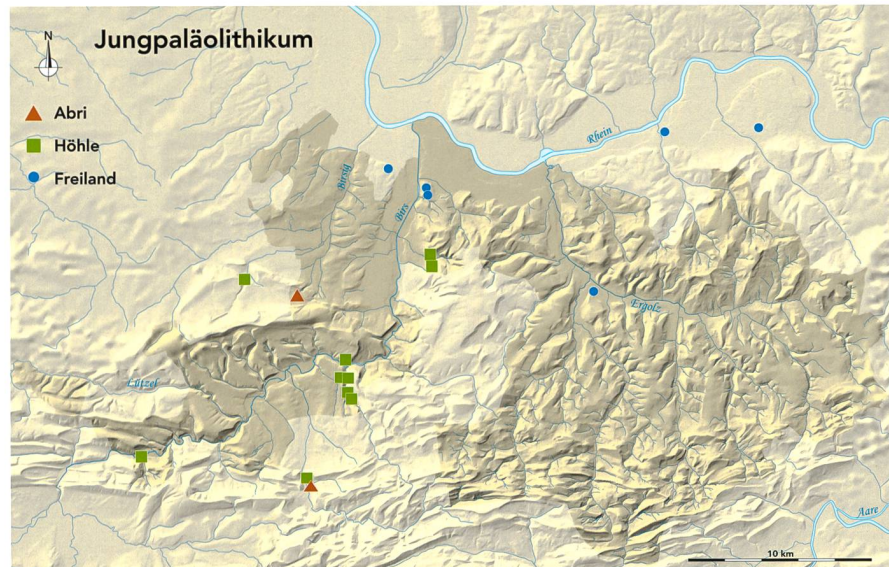 Jungpaläolithikum
N
Abri
Höhle
Freiland
Rhein
Birsig
Birs
Ergolz
Lützel
Aare
10 km